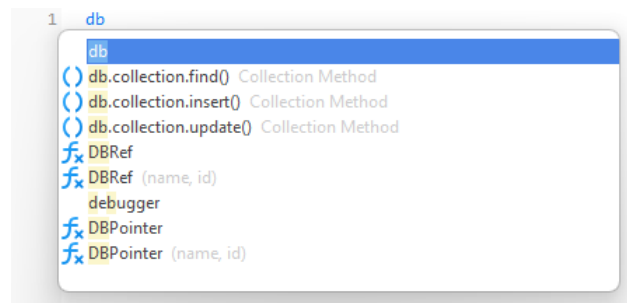 1 db
db
db.collection.find() Collection Method
db.collection.insert() Collection Method
db.collection.update() Collection Method
DBRef
DBRef (name, id)
debugger
DBPointer
DBPointer (name, id)